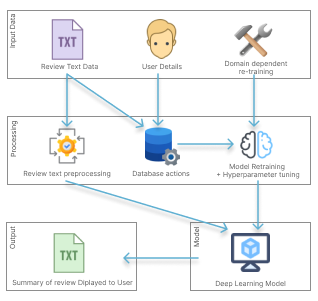 Input Data
TXT
Review Text Data
User Details
Domain dependent
re-training
Processing
Review text preprocessing
Database actions
Model Retraining
+ Hyperparameter tuning
Output
TXT
Summary of review Diplayed to User
Model
Deep Learning Model